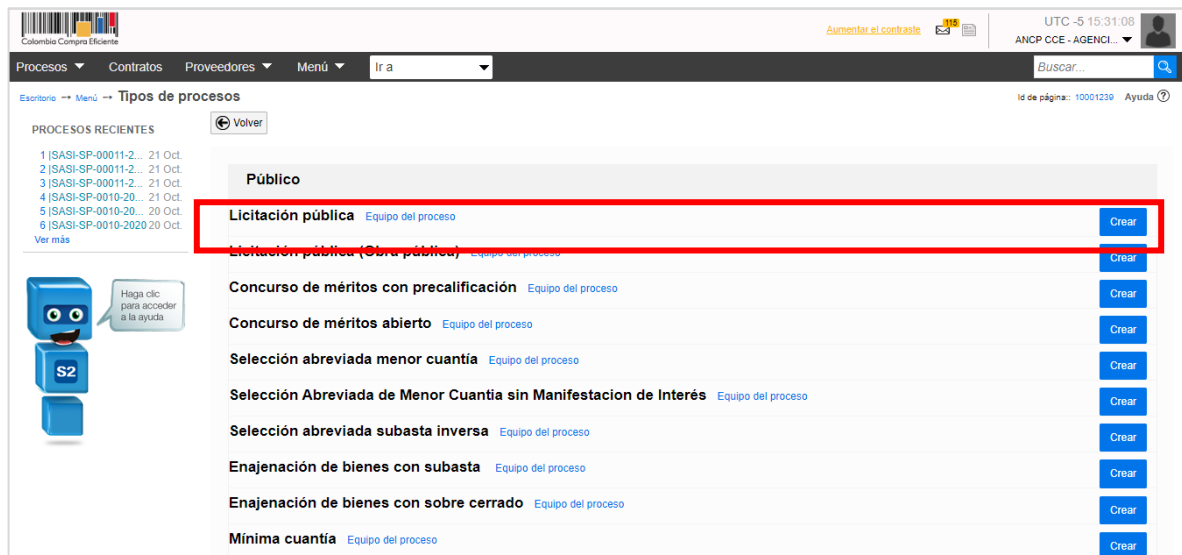 Colombia Compra Eficiente
Aumentar el contraste 115 UTC -5 15:31:08
ANCP CCE - AGENCI...
Procesos Contratos Proveedores Menú Ir a Buscar...
Escritorio → Menú → Tipos de procesos Id de página:: 10001239 Ayuda ?
Volver
PROCESOS RECIENTES
1 |SASI-SP-00011-2... 21 Oct.
2 |SASI-SP-00011-2... 21 Oct.
3 |SASI-SP-00011-2... 21 Oct.
4 |SASI-SP-0010-20... 21 Oct.
5 |SASI-SP-0010-20... 20 Oct.
6 |SASI-SP-0010-2020 20 Oct.
Ver más
Haga clic
para acceder
a la ayuda
S2
Público
Licitación pública Equipo del proceso Crear
Licitación pública (Obra pública) Equipo del proceso Crear
Concurso de méritos con precalificación Equipo del proceso Crear
Concurso de méritos abierto Equipo del proceso Crear
Selección abreviada menor cuantía Equipo del proceso Crear
Selección Abreviada de Menor Cuantia sin Manifestacion de Interés Equipo del proceso Crear
Selección abreviada subasta inversa Equipo del proceso Crear
Enajenación de bienes con subasta Equipo del proceso Crear
Enajenación de bienes con sobre cerrado Equipo del proceso Crear
Mínima cuantía Equipo del proceso Crear